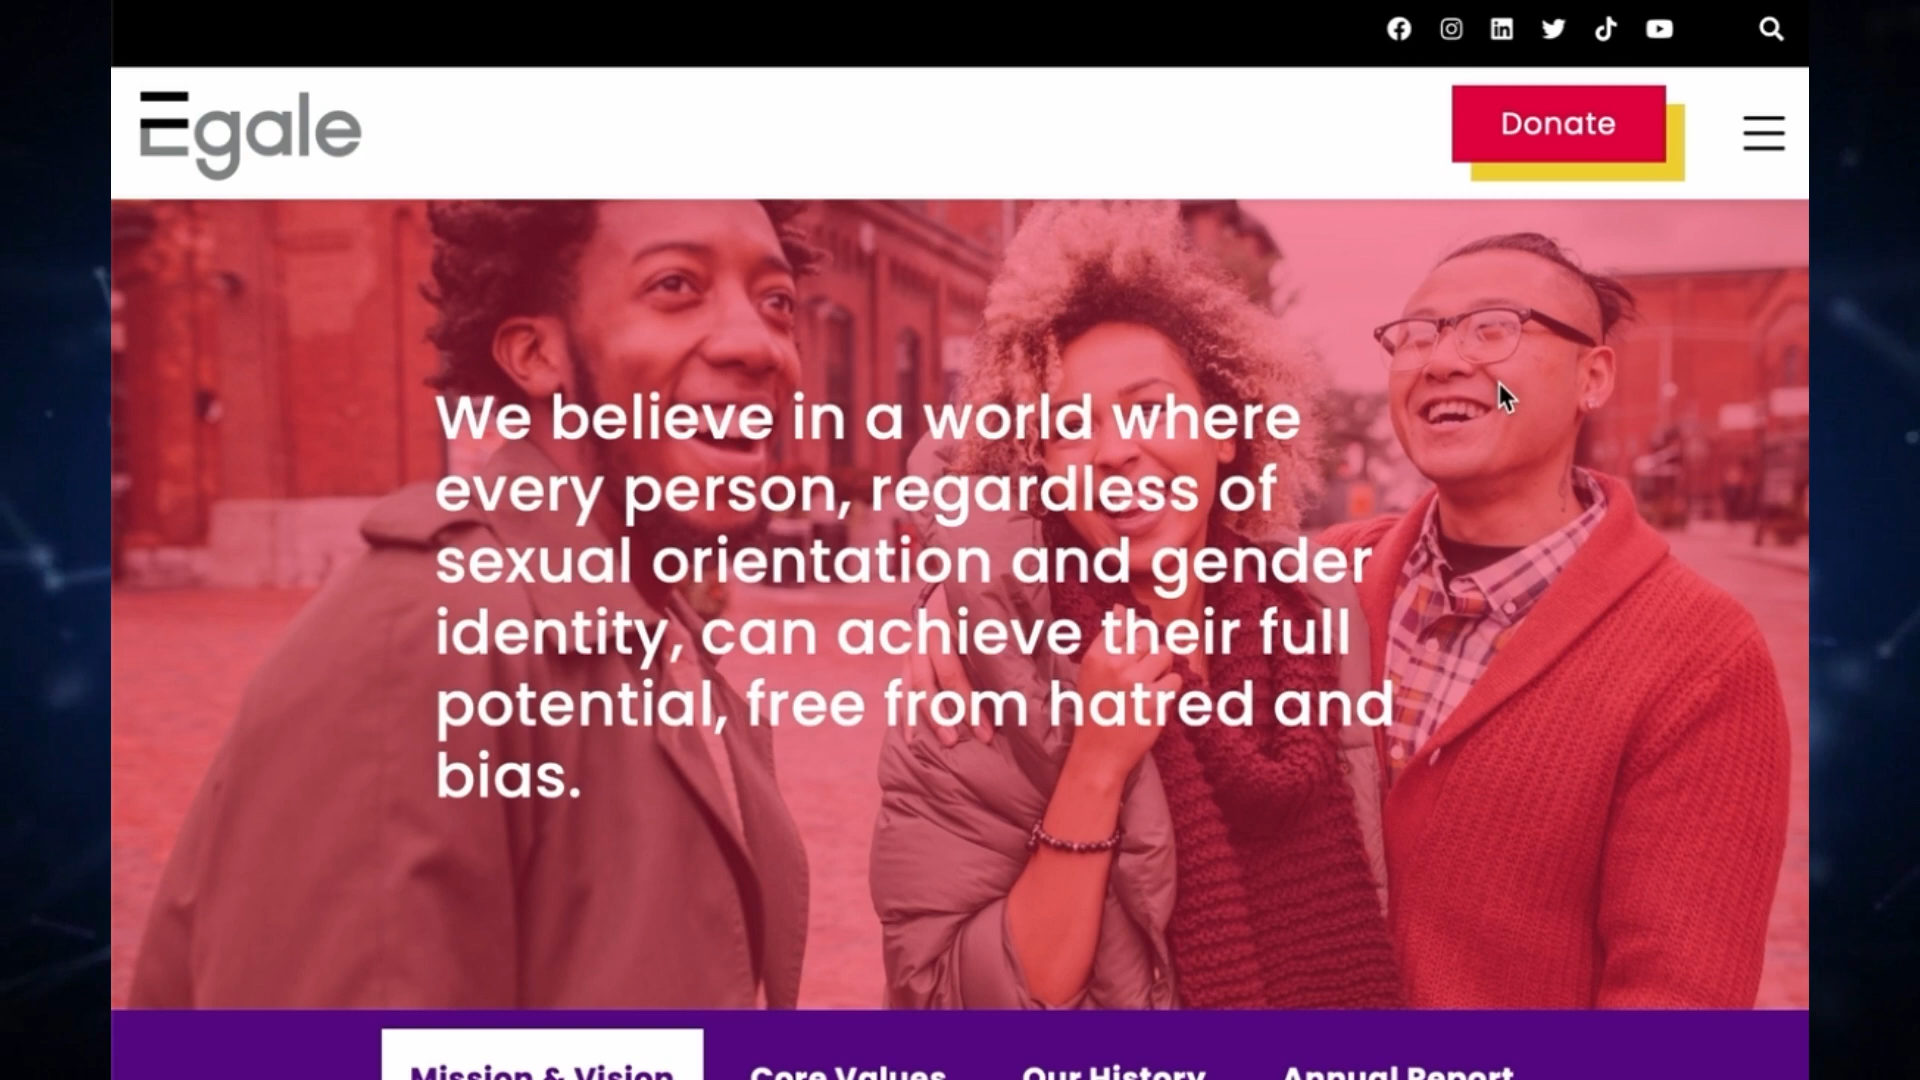 Egale
Donate
We believe in a world where
every person, regardless of
sexual orientation and gender
identity, can achieve their full
potential, free from hatred and
bias.
Mission & Vision
Core Values
Our History
Annual Report